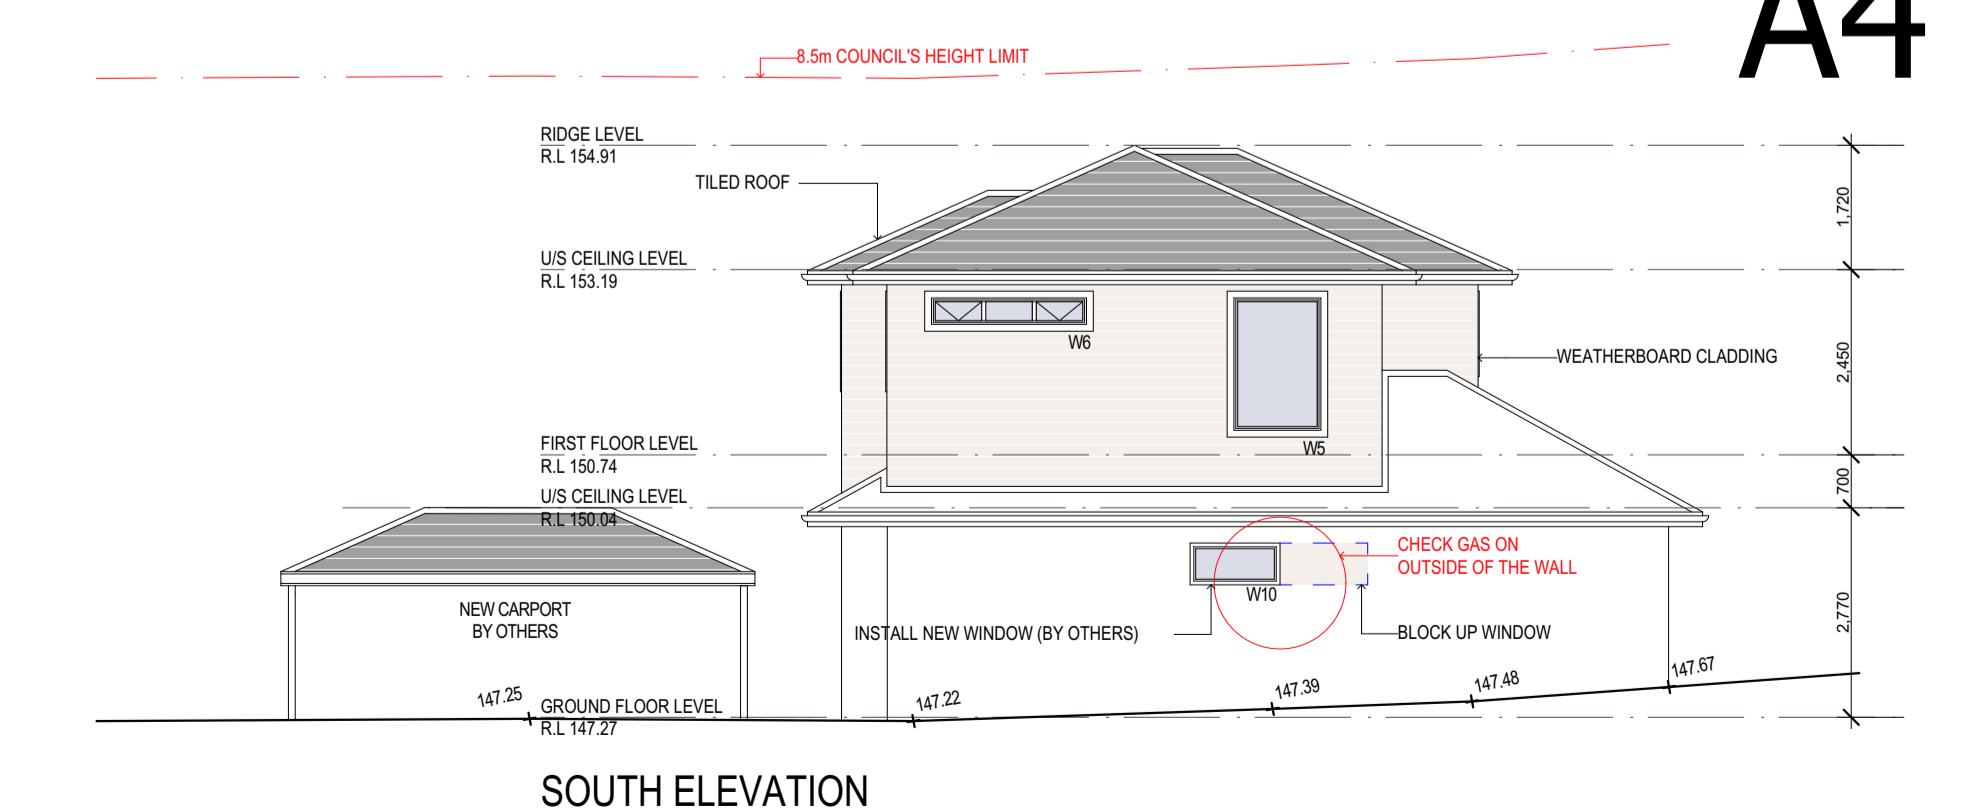 A4
8.5m COUNCIL'S HEIGHT LIMIT
RIDGE LEVEL
R.L 154.91
TILED ROOF
1,720
U/S CEILING LEVEL
R.L 153.19
W6
WEATHERBOARD CLADDING
2,450
FIRST FLOOR LEVEL
R.L 150.74
W5
700
U/S CEILING LEVEL
R.L 150.04
CHECK GAS ON
OUTSIDE OF THE WALL
W10
NEW CARPORT
BY OTHERS
INSTALL NEW WINDOW (BY OTHERS)
BLOCK UP WINDOW
2,770
147.25
GROUND FLOOR LEVEL
R.L 147.27
147.22
147.39
147.48
147.67
SOUTH ELEVATION